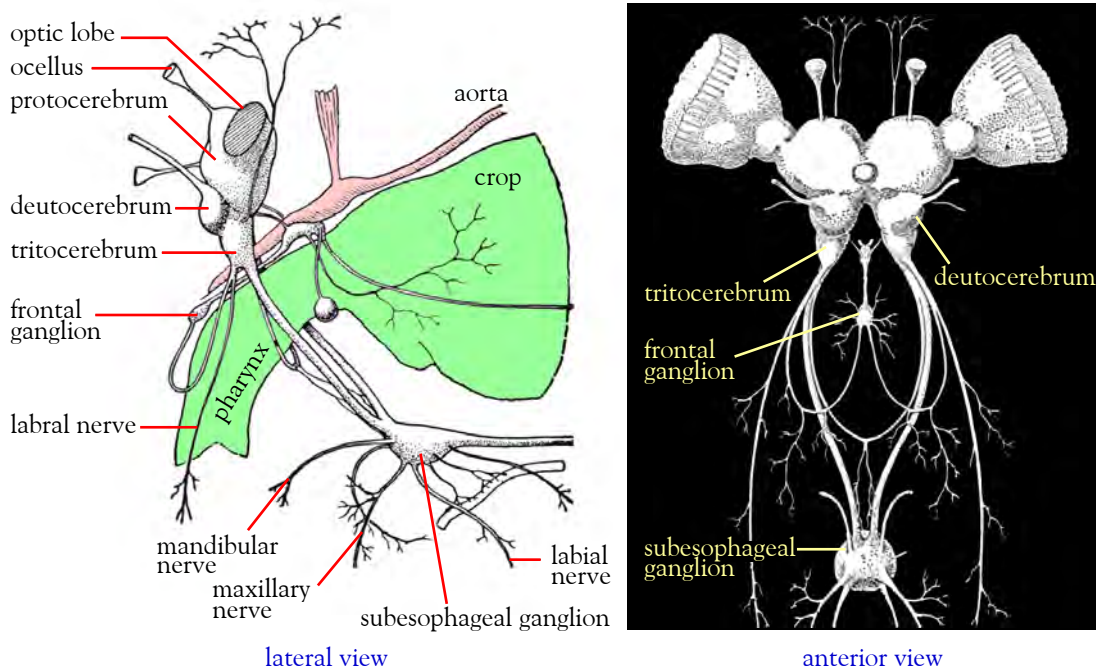 optic lobe
ocellus
protocerebrum
aorta
crop
deutocerebrum
tritocerebrum
frontal
ganglion
pharynx
labral nerve
mandibular
nerve
maxillary
nerve
labial
nerve
subesophageal ganglion
lateral view
tritocerebrum
deutocerebrum
frontal
ganglion
subesophageal
ganglion
anterior view